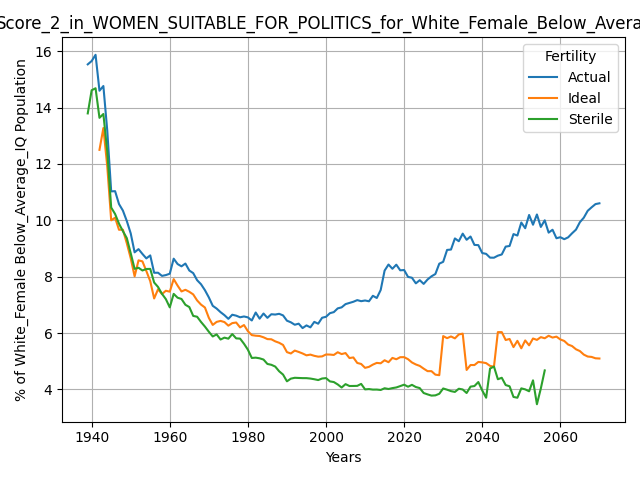 Score_2_in_WOMEN_SUITABLE_FOR_POLITICS_for_White_Female_Below_Avera
% of White_Female Below_Average_IQ Population
16
14
12
10
8
6
4
Fertility
Actual
Ideal
Sterile
1940 1960 1980 2000 2020 2040 2060
Years